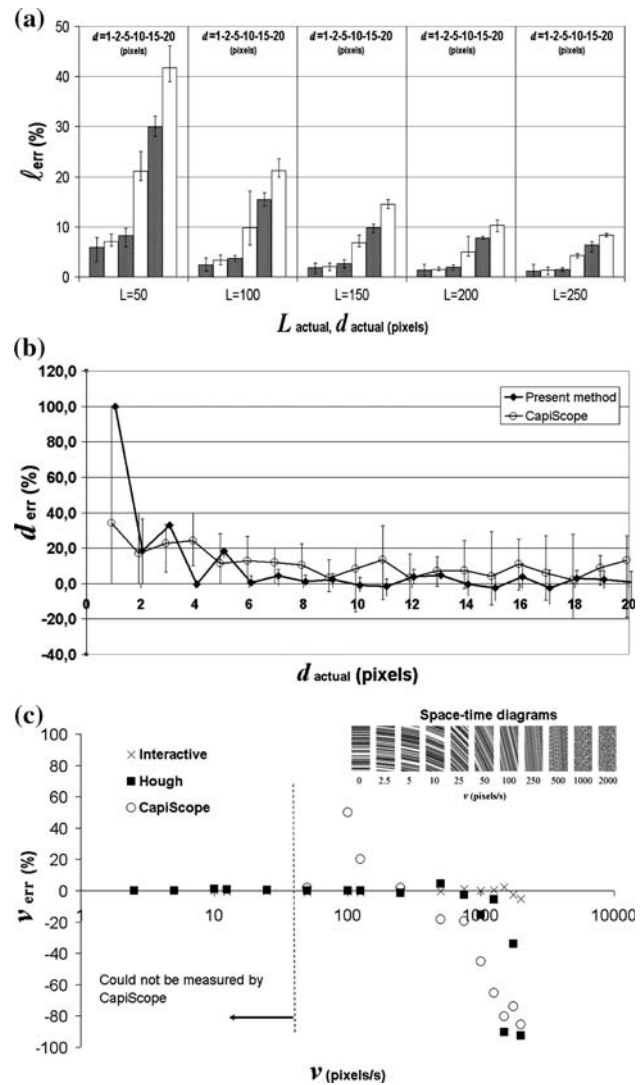 (a)
d =1-2-5-10-15-20 d =1-2-5-10-15-20 d =1-2-5-10-15-20 d =1-2-5-10-15-20 d =1-2-5-10-15-20
(pixels) (pixels) (pixels) (pixels) (pixels)
50
40
30
20
10
0
ℓ err (%)
L=50 L=100 L=150 L=200 L=250
L actual, d actual (pixels)
(b)
120,0
100,0
80,0
60,0
40,0
20,0
0,0
-20,0
-40,0
d err (%)
Present method
CapiScope
0 2 4 6 8 10 12 14 16 18 20
d actual (pixels)
(c)
Space-time diagrams
0 2.5 5 10 25 50 100 250 500 1000 2000
v (pixels/s)
Interactive
Hough
CapiScope
100
80
60
40
20
0
-20
-40
-60
-80
-100
v err (%)
1 10 100 1000 10000
Could not be measured by
CapiScope
v (pixels/s)